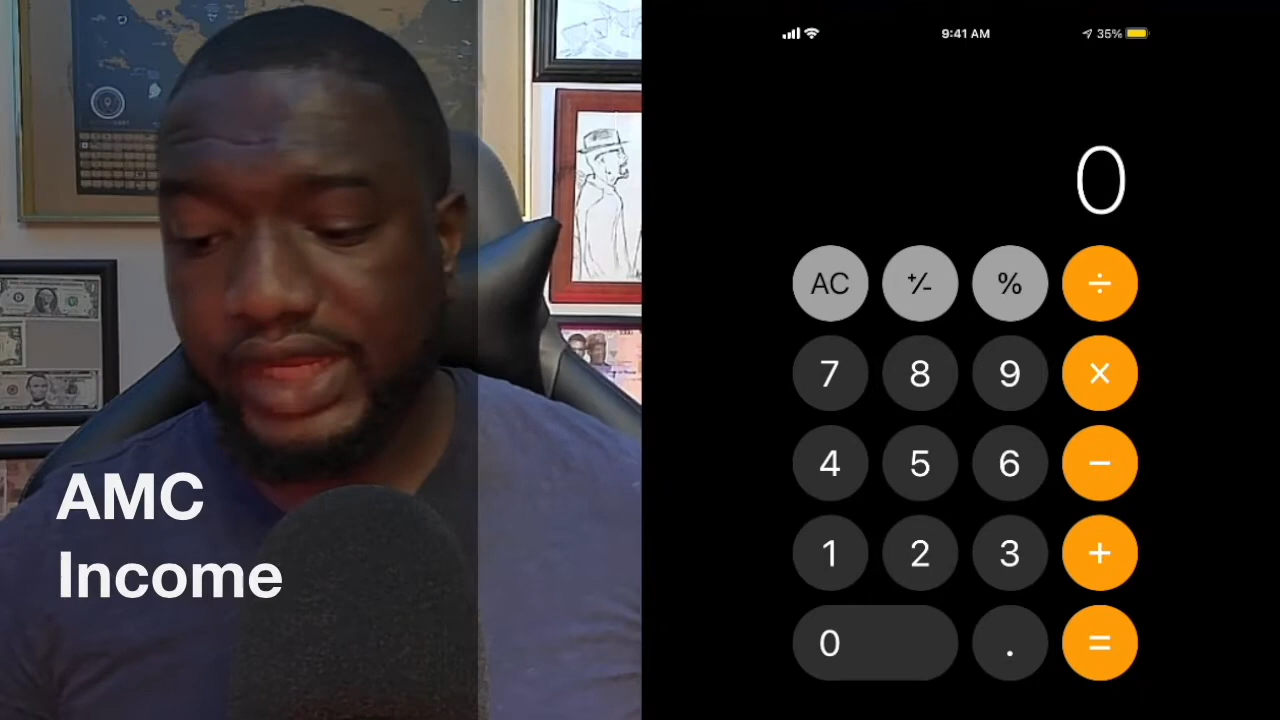 AMC
Income
9:41 AM
35%
0
AC +/- % ÷
7 8 9 ×
4 5 6 −
1 2 3 +
0 . =